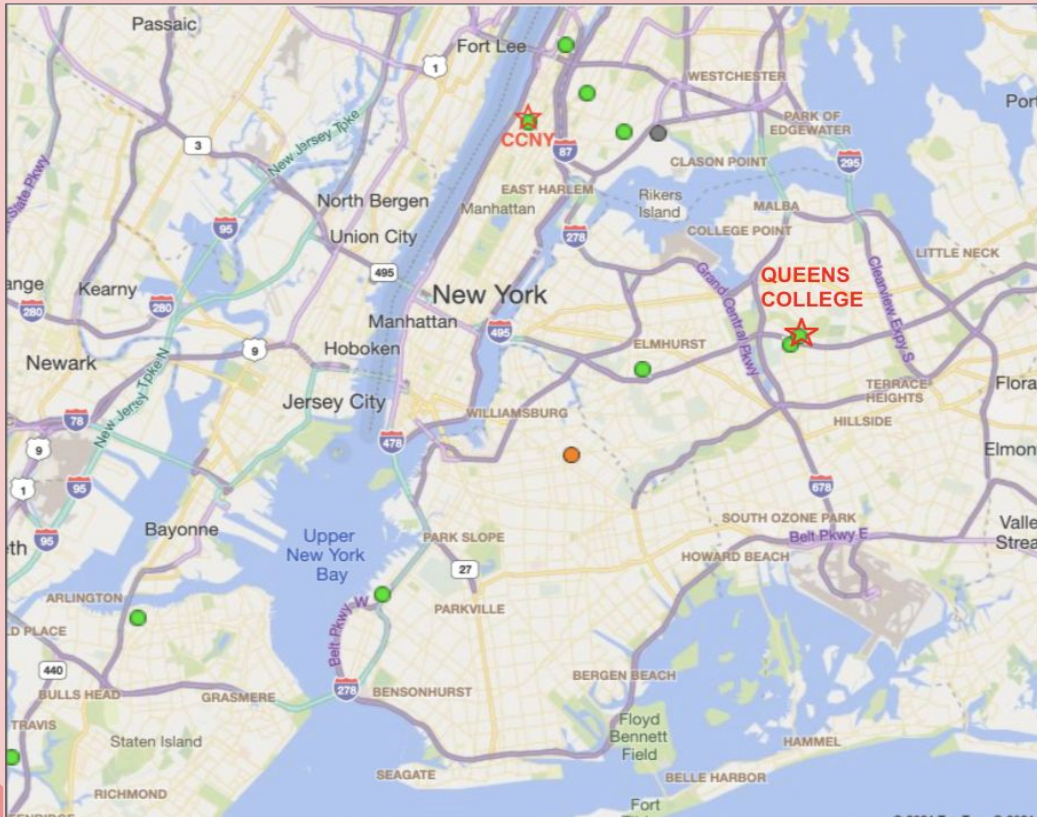 Passaic
Fort Lee
1
WESTCHESTER
PARK OF
EDGEWATER
3
New Jersey Tpke
CCNY
87
CLASON POINT
295
State Pkwy
EAST HARLEM
Rikers
Island
North Bergen
Manhattan
MALBA
95
Union City
278
COLLEGE POINT
LITTLE NECK
495
QUEENS
COLLEGE
Clearview Expy S
Grand Central Pkwy
Kearny
280
280
New York
Manhattan
495
9
Hoboken
ELMHURST
Newark
New Jersey Tpke N
TERRACE
HEIGHTS
Jersey City
WILLIAMSBURG
HILLSIDE
78
478
9
1
95
678
SOUTH OZONE PARK
Bayonne
Upper
New York
Bay
PARK SLOPE
Belt Pkwy E
95
HOWARD BEACH
27
ARLINGTON
PARKVILLE
Belt Pkwy W
440
BULLS HEAD
GRASMERE
278
BENSONHURST
BERGEN BEACH
TRAVIS
Staten Island
Floyd
Bennett
Field
HAMMEL
SEAGATE
BELLE HARBOR
RICHMOND
Fort